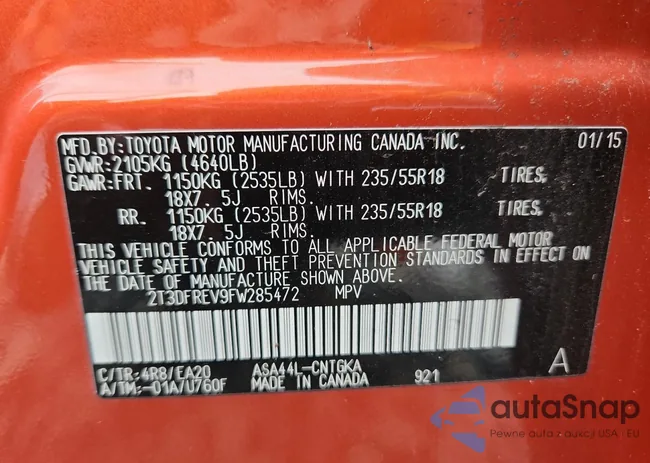 MFD.BY:TOYOTA MOTOR MANUFACTURING CANADA INC. 01/15
GVWR:2105KG (4640LB)
GAWR:FRT. 1150KG (2535LB) WITH 235/55R18 TIRES,
18X7.5J RIMS.
RR. 1150KG (2535LB) WITH 235/55R18 TIRES,
18X7.5J RIMS.
THIS VEHICLE CONFORMS TO ALL APPLICABLE FEDERAL MOTOR
VEHICLE SAFETY AND THEFT PREVENTION STANDARDS IN EFFECT ON
THE DATE OF MANUFACTURE SHOWN ABOVE.
2T3DFREV9FW285472 MPV
C/TR:4R8/EA20 ASA44L-CNTGKA A
A/TM:-01A/U760F MADE IN CANADA 921
autaSnap
Pewne auto z aukcji USA i EU